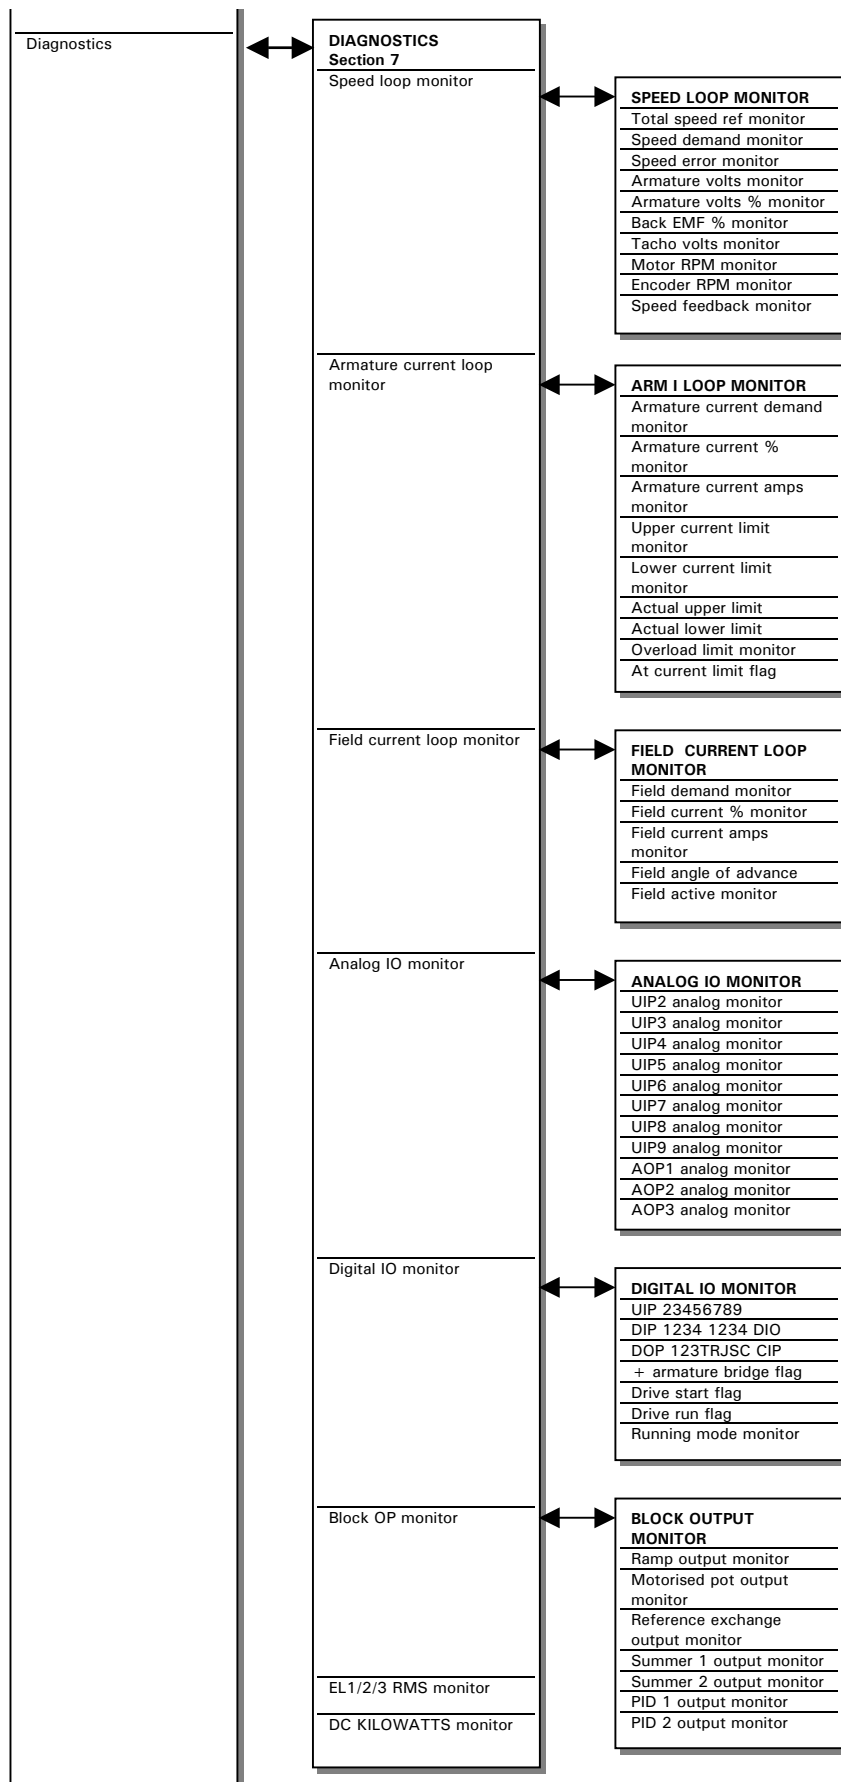 Diagnostics
DIAGNOSTICS
Section 7
Speed loop monitor
SPEED LOOP MONITOR
Total speed ref monitor
Speed demand monitor
Speed error monitor
Armature volts monitor
Armature volts % monitor
Back EMF % monitor
Tacho volts monitor
Motor RPM monitor
Encoder RPM monitor
Speed feedback monitor
Armature current loop
monitor
ARM I LOOP MONITOR
Armature current demand
monitor
Armature current %
monitor
Armature current amps
monitor
Upper current limit
monitor
Lower current limit
monitor
Actual upper limit
Actual lower limit
Overload limit monitor
At current limit flag
Field current loop monitor
FIELD CURRENT LOOP
MONITOR
Field demand monitor
Field current % monitor
Field current amps
monitor
Field angle of advance
Field active monitor
Analog IO monitor
ANALOG IO MONITOR
UIP2 analog monitor
UIP3 analog monitor
UIP4 analog monitor
UIP5 analog monitor
UIP6 analog monitor
UIP7 analog monitor
UIP8 analog monitor
UIP9 analog monitor
AOP1 analog monitor
AOP2 analog monitor
AOP3 analog monitor
Digital IO monitor
DIGITAL IO MONITOR
UIP 23456789
DIP 1234 1234 DIO
DOP 123TRJSC CIP
+ armature bridge flag
Drive start flag
Drive run flag
Running mode monitor
Block OP monitor
BLOCK OUTPUT
MONITOR
Ramp output monitor
Motorised pot output
monitor
Reference exchange
output monitor
Summer 1 output monitor
Summer 2 output monitor
PID 1 output monitor
PID 2 output monitor
EL1/2/3 RMS monitor
DC KILOWATTS monitor